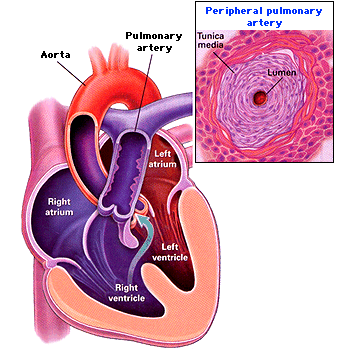 Peripheral pulmonary
artery
Tunica
media
Lumen
Pulmonary
artery
Aorta
Left
atrium
Right
atrium
Left
ventricle
Right
ventricle